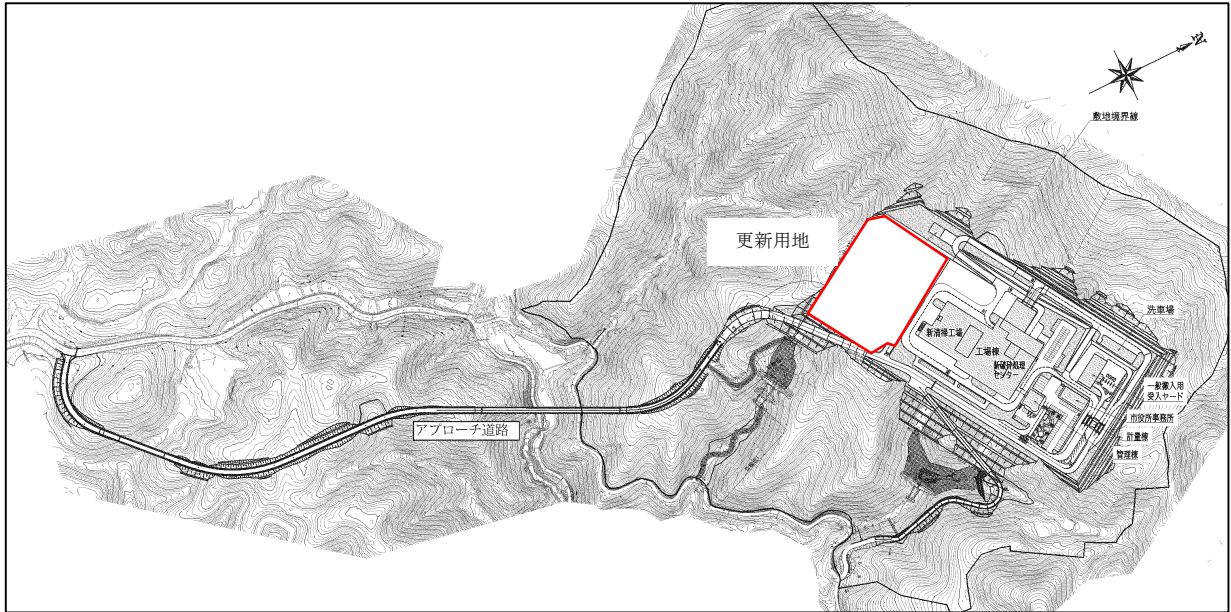 北
敷地境界線
更新用地
洗車場
新清掃工場
工場棟
新破砕処理
センター
一般搬入用
受入ヤード
市役所事務所
計量棟
管理棟
アプローチ道路